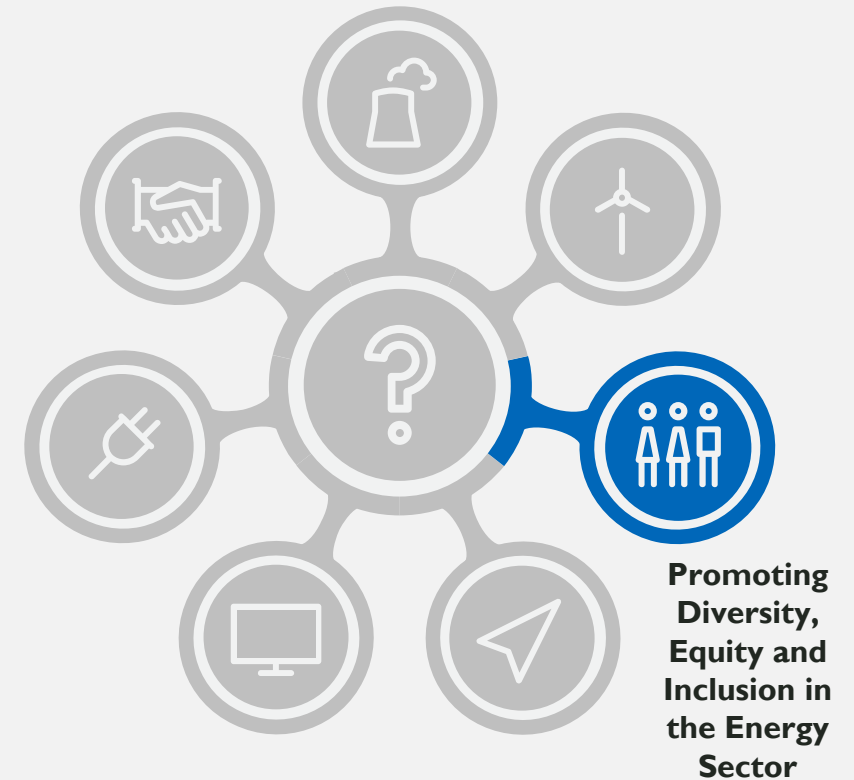 ?
Promoting
Diversity,
Equity and
Inclusion in
the Energy
Sector